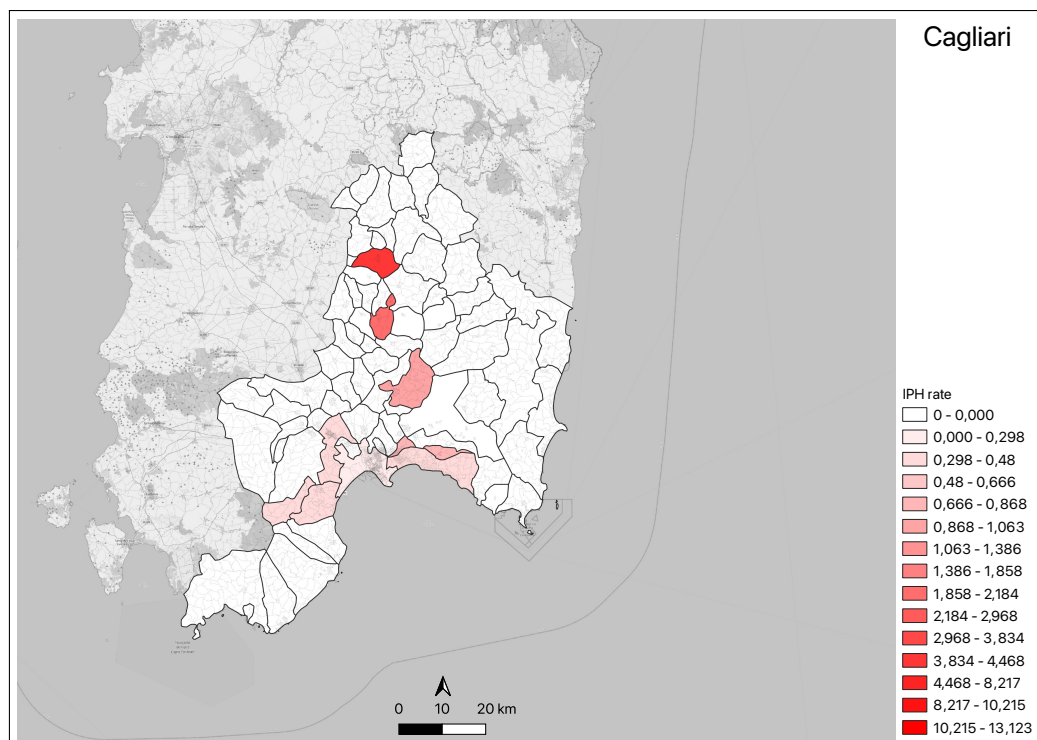 Cagliari
IPH rate
0 - 0,000
0,000 - 0,298
0,298 - 0,48
0,48 - 0,666
0,666 - 0,868
0,868 - 1,063
1,063 - 1,386
1,386 - 1,858
1,858 - 2,184
2,184 - 2,968
2,968 - 3,834
3,834 - 4,468
4,468 - 8,217
8,217 - 10,215
10,215 - 13,123
0 10 20 km